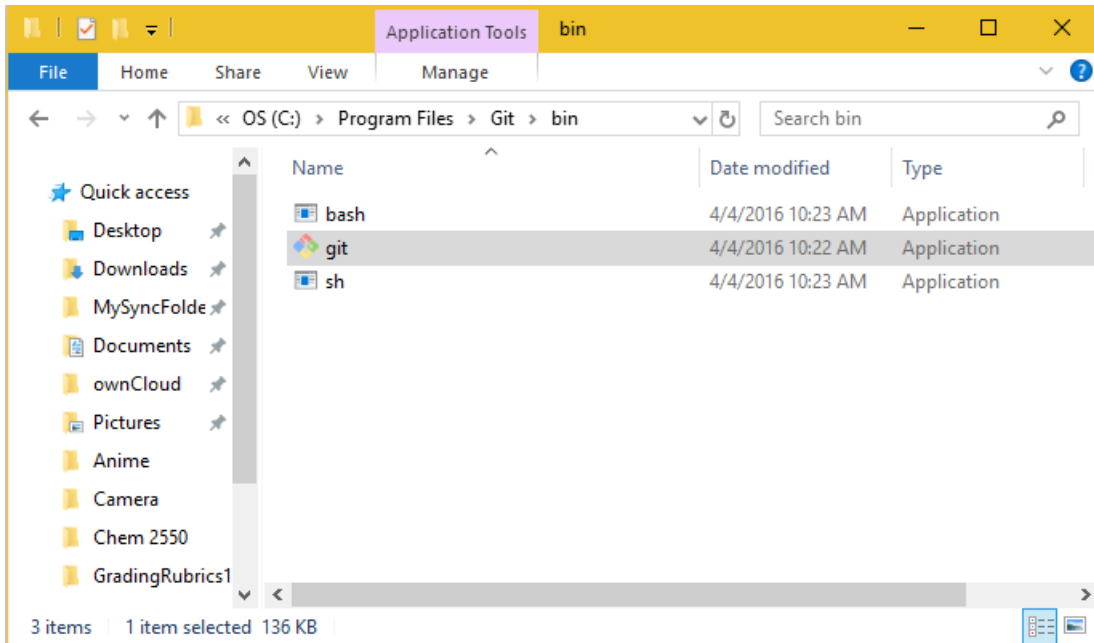 Application Tools bin
File Home Share View Manage ?
« OS (C:) > Program Files > Git > bin Search bin
Name Date modified Type
Quick access
bash 4/4/2016 10:23 AM Application
Desktop
git 4/4/2016 10:22 AM Application
Downloads
sh 4/4/2016 10:23 AM Application
MySyncFolde
Documents
ownCloud
Pictures
Anime
Camera
Chem 2550
GradingRubrics1
3 items 1 item selected 136 KB